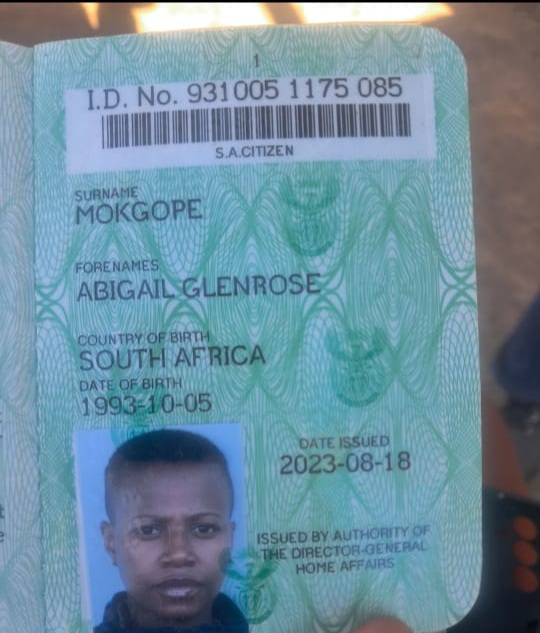 1
I.D. No. 931005 1175 085
S.A.CITIZEN
SURNAME
MOKGOPE
FORENAMES
ABIGAIL GLENROSE
COUNTRY OF BIRTH
SOUTH AFRICA
DATE OF BIRTH
1993-10-05
DATE ISSUED
2023-08-18
ISSUED BY AUTHORITY OF
THE DIRECTOR-GENERAL
HOME AFFAIRS